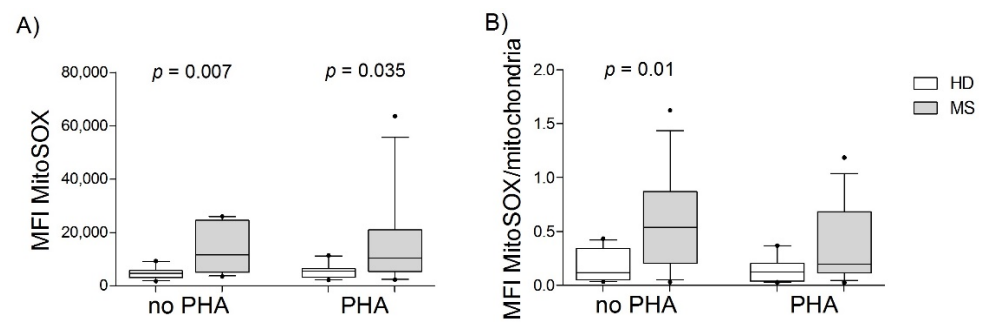 A)
MFI MitoSOX
80,000
60,000
40,000
20,000
0
p = 0.007
p = 0.035
no PHA
PHA
B)
MFI MitoSOX/mitochondria
2.0
1.5
1.0
0.5
0.0
p = 0.01
no PHA
PHA
HD
MS